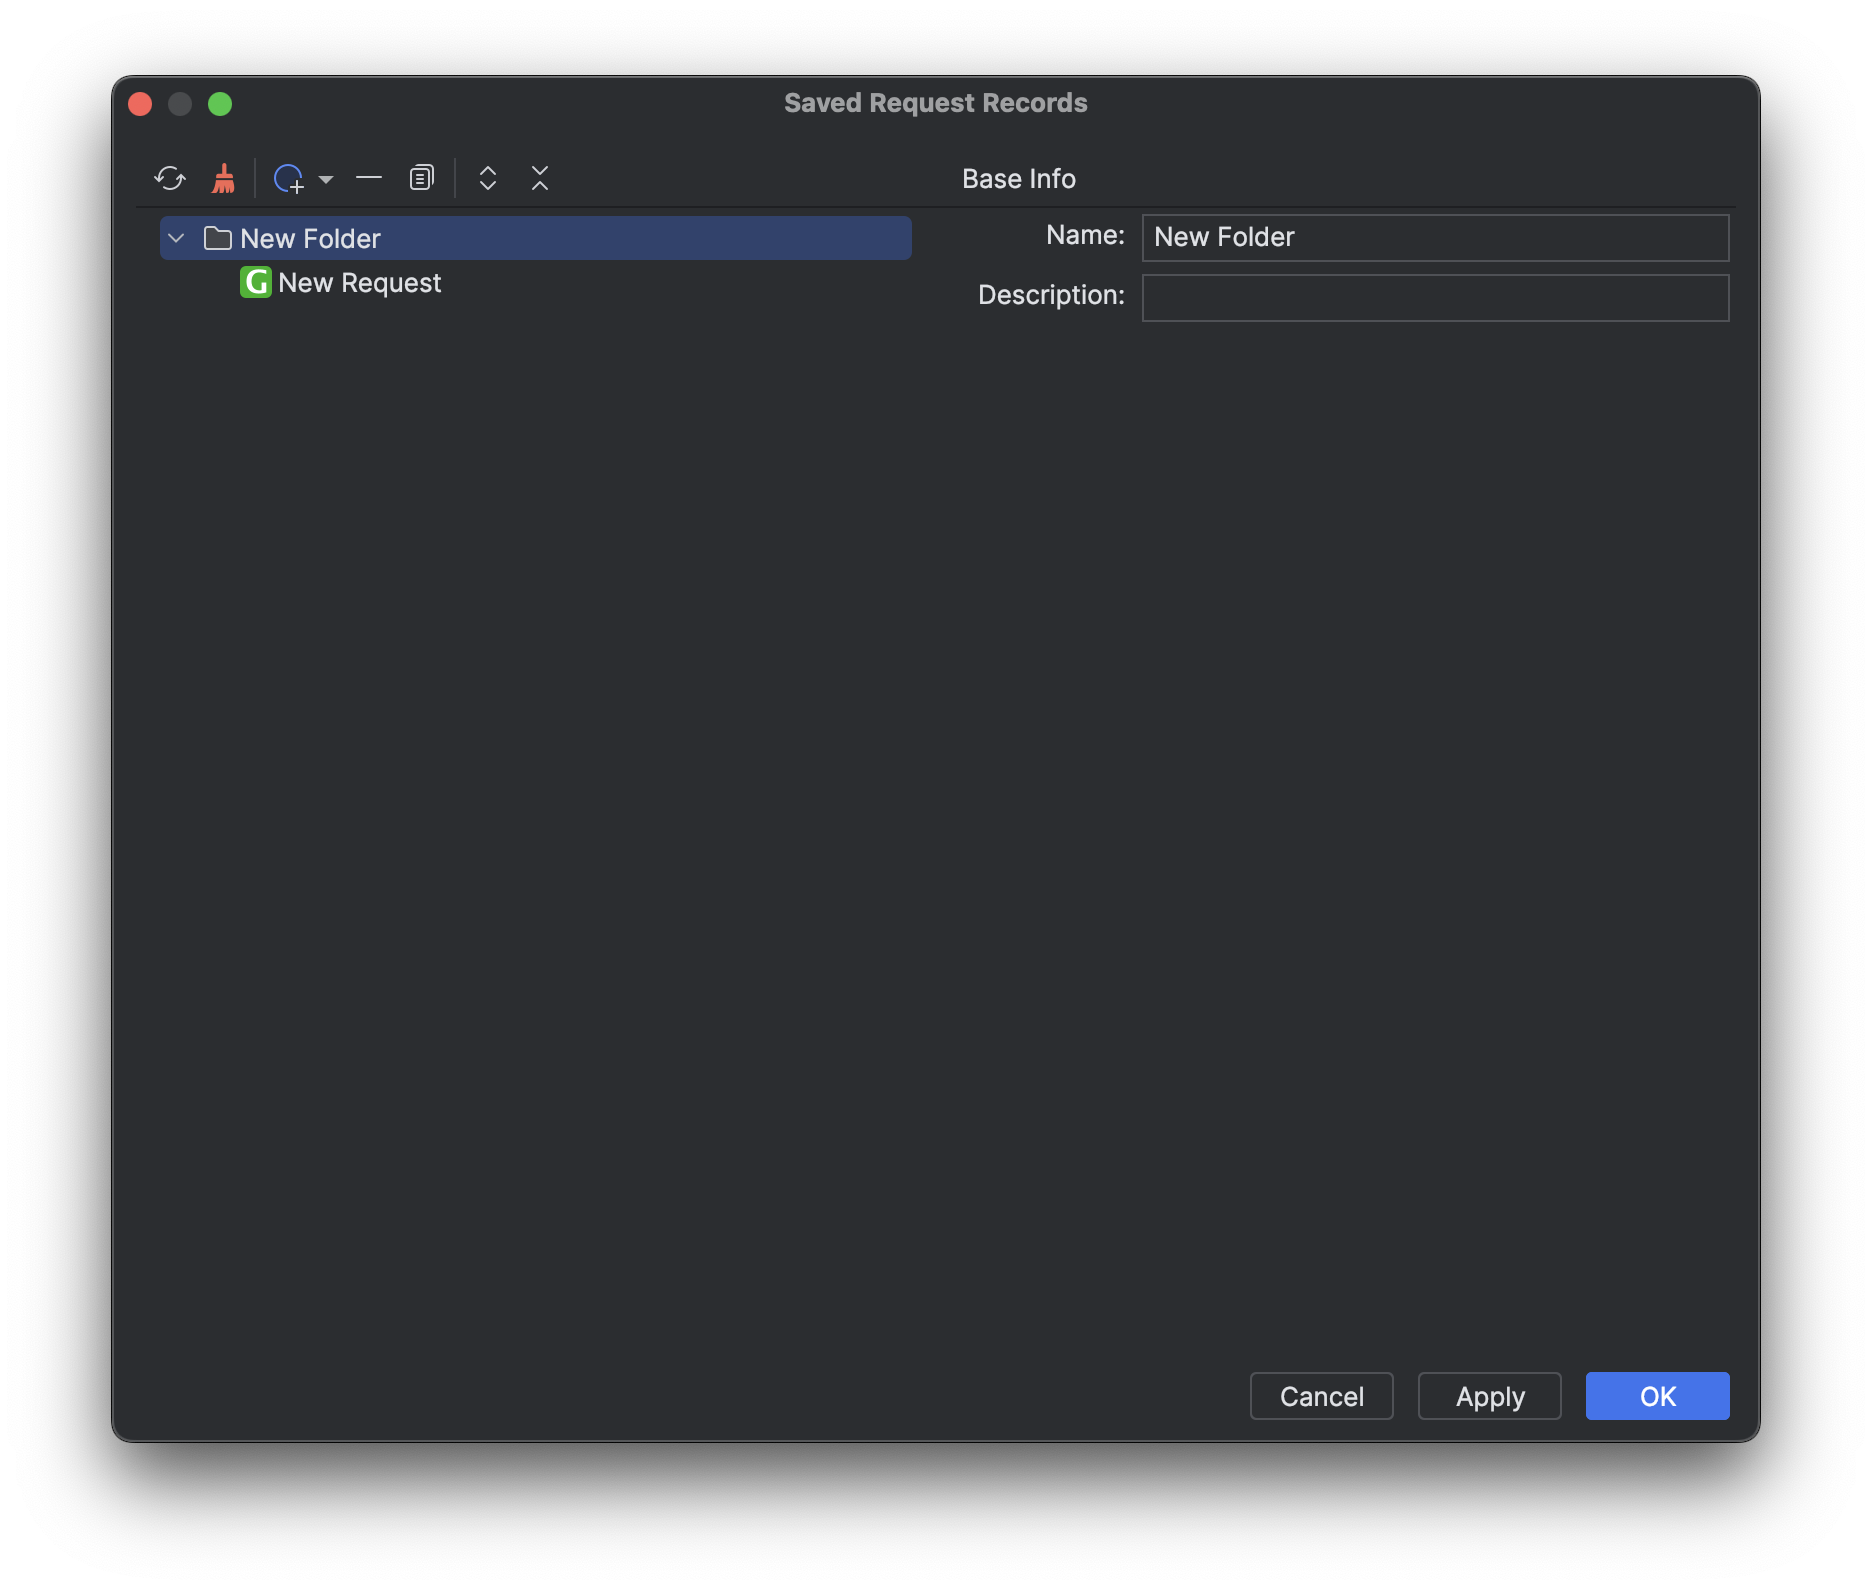 Saved Request Records
Base Info
New Folder
G New Request
Name: New Folder
Description:
Cancel Apply OK